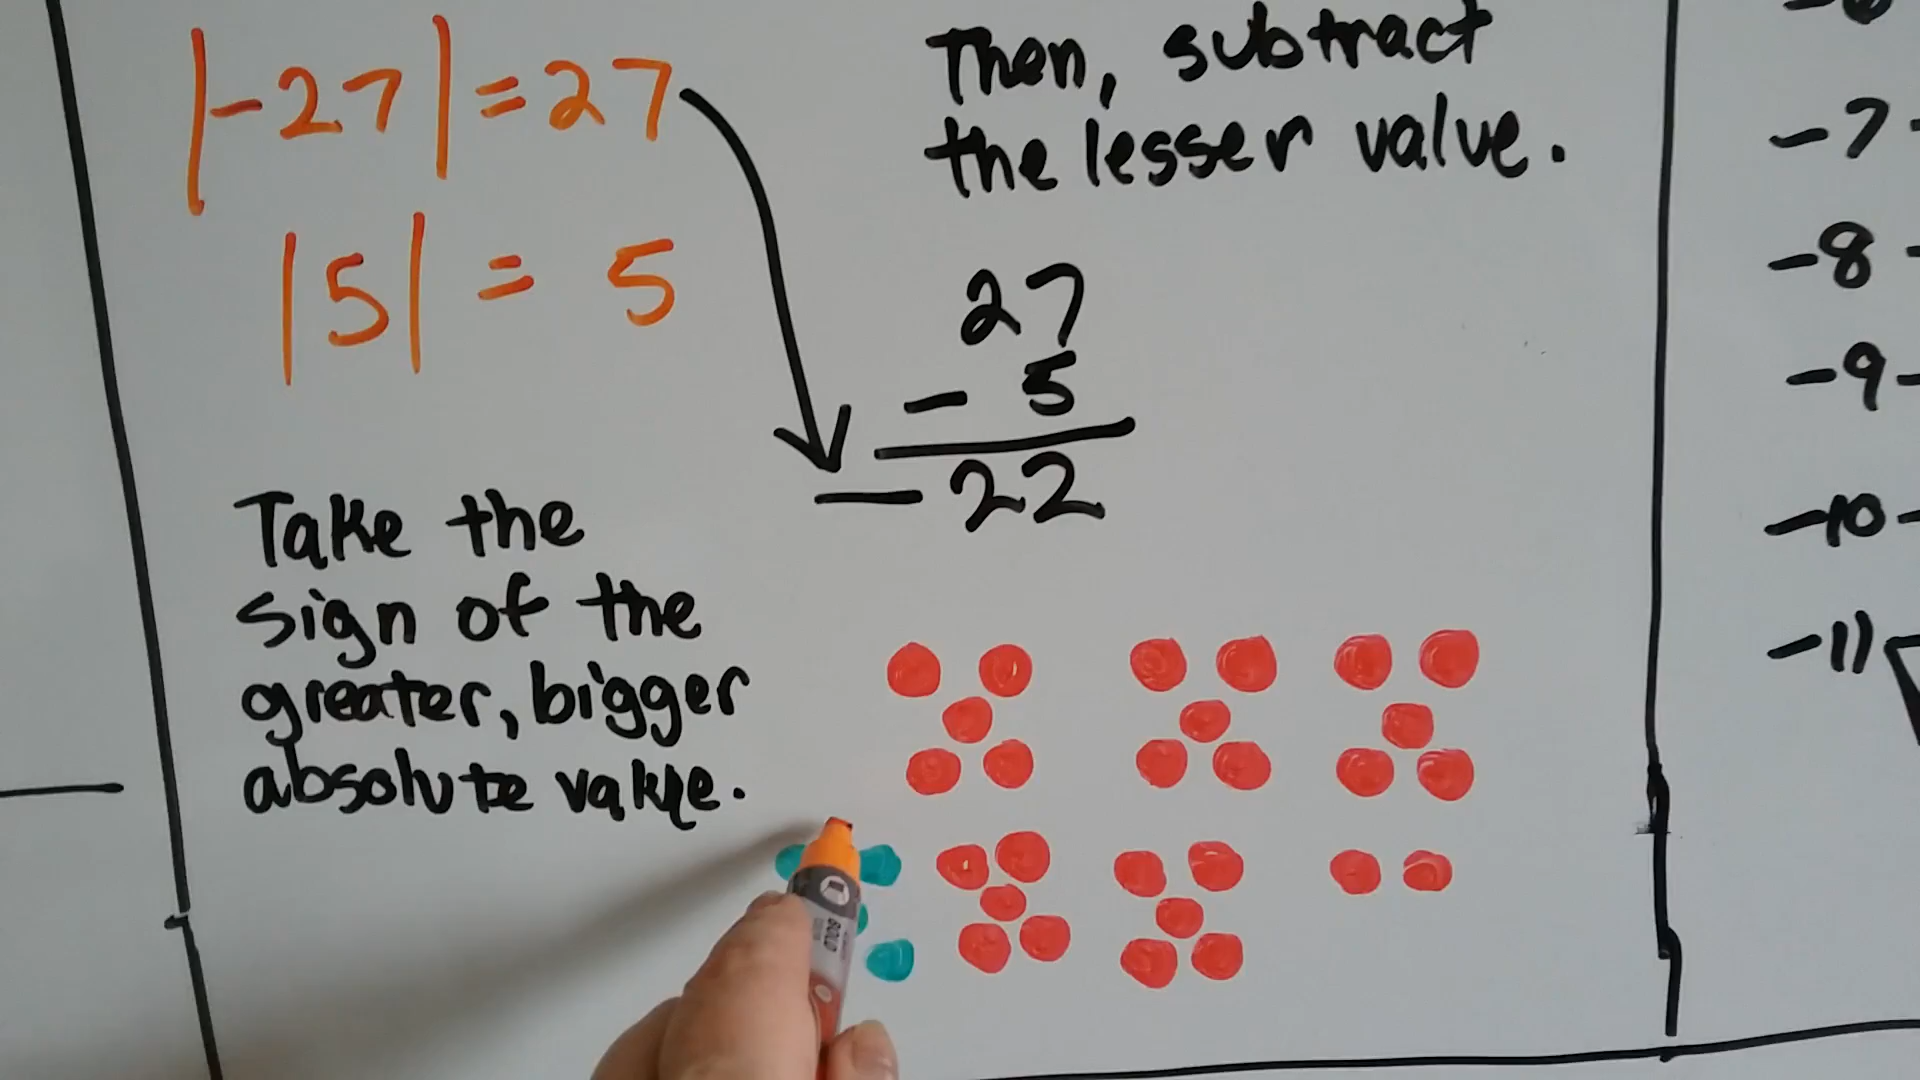 |-27| = 27
|5| = 5
Then, subtract
the lesser value.
27
- 5
-22
Take the
sign of the
greater, bigger
absolute value.
-7
-8
-9
-10
-11
BOLD